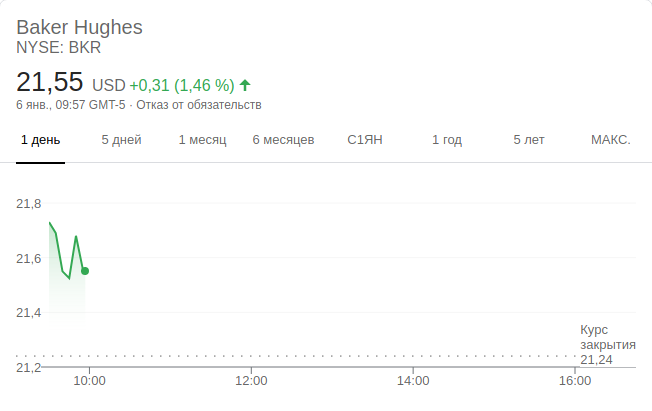 Baker Hughes
NYSE: BKR
21,55 USD +0,31 (1,46 %)
6 янв., 09:57 GMT-5 · Отказ от обязательств
1 день 5 дней 1 месяц 6 месяцев С1ЯН 1 год 5 лет МАКС.
21,8
21,6
21,4
Курс
закрытия
21,24
21,2
10:00 12:00 14:00 16:00